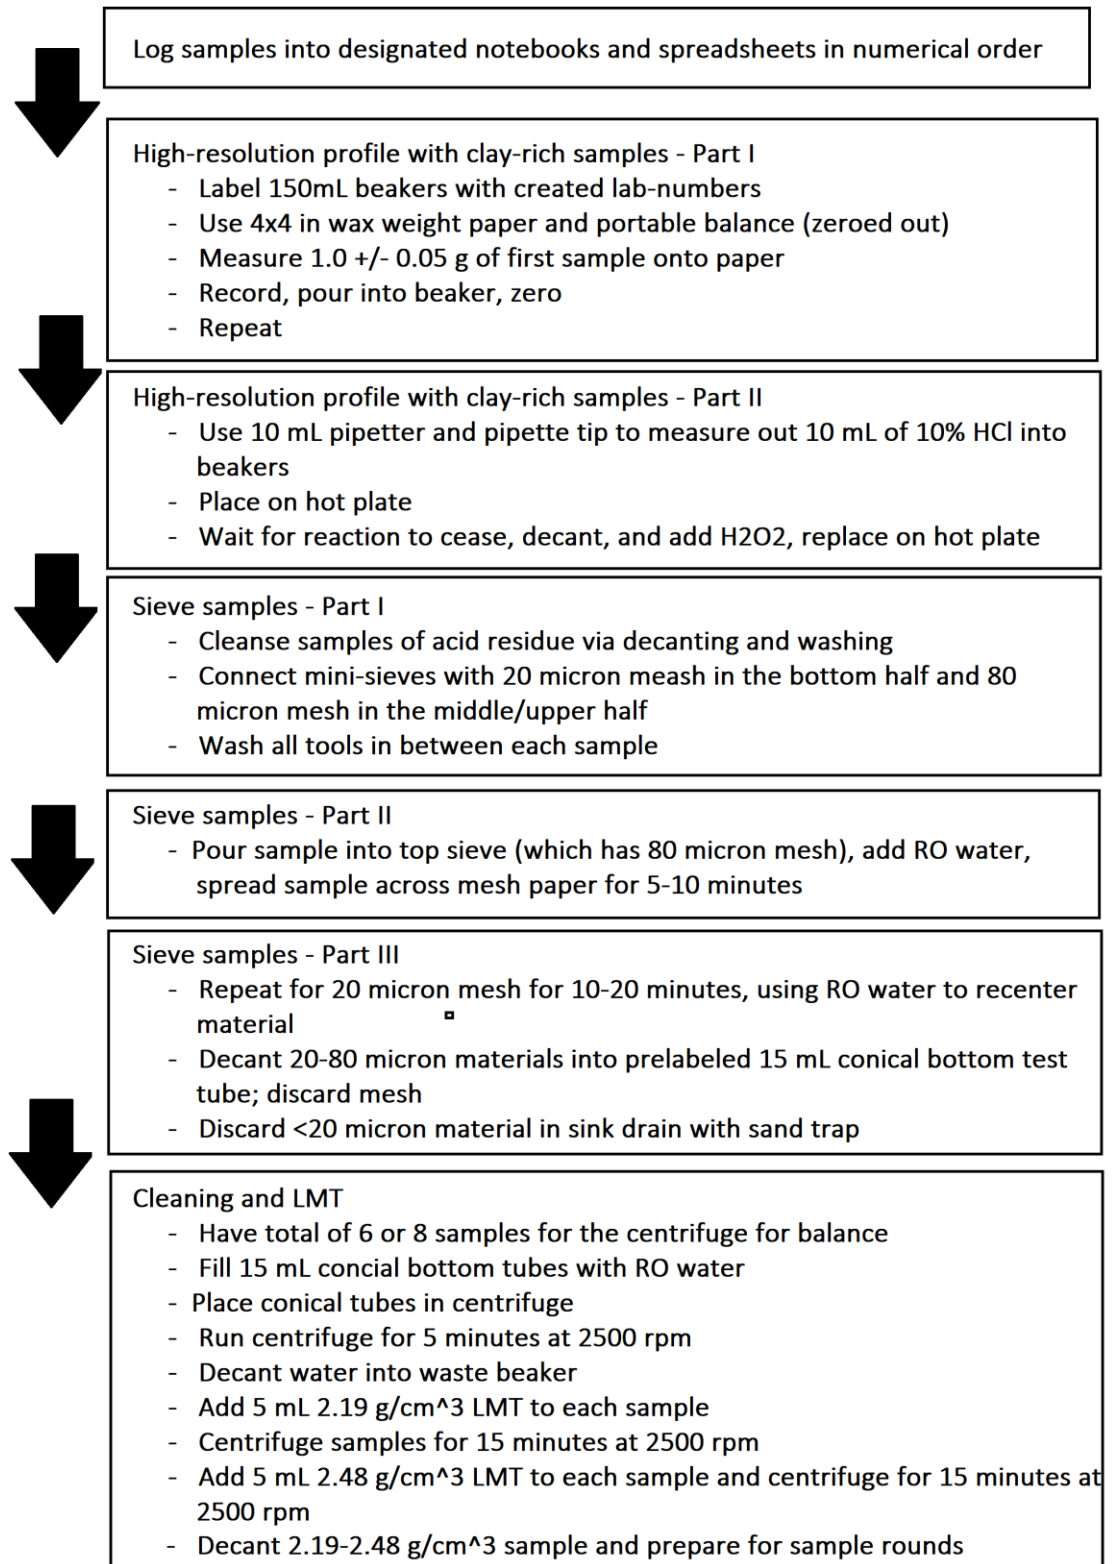 Log samples into designated notebooks and spreadsheets in numerical order
High-resolution profile with clay-rich samples - Part I
- Label 150mL beakers with created lab-numbers
- Use 4x4 in wax weight paper and portable balance (zeroed out)
- Measure 1.0 +/- 0.05 g of first sample onto paper
- Record, pour into beaker, zero
- Repeat
High-resolution profile with clay-rich samples - Part II
- Use 10 mL pipetter and pipette tip to measure out 10 mL of 10% HCl into
beakers
- Place on hot plate
- Wait for reaction to cease, decant, and add H2O2, replace on hot plate
Sieve samples - Part I
- Cleanse samples of acid residue via decanting and washing
- Connect mini-sieves with 20 micron meash in the bottom half and 80
micron mesh in the middle/upper half
- Wash all tools in between each sample
Sieve samples - Part II
- Pour sample into top sieve (which has 80 micron mesh), add RO water,
spread sample across mesh paper for 5-10 minutes
Sieve samples - Part III
- Repeat for 20 micron mesh for 10-20 minutes, using RO water to recenter
material
- Decant 20-80 micron materials into prelabeled 15 mL conical bottom test
tube; discard mesh
- Discard <20 micron material in sink drain with sand trap
Cleaning and LMT
- Have total of 6 or 8 samples for the centrifuge for balance
- Fill 15 mL concial bottom tubes with RO water
- Place conical tubes in centrifuge
- Run centrifuge for 5 minutes at 2500 rpm
- Decant water into waste beaker
- Add 5 mL 2.19 g/cm^3 LMT to each sample
- Centrifuge samples for 15 minutes at 2500 rpm
- Add 5 mL 2.48 g/cm^3 LMT to each sample and centrifuge for 15 minutes at
2500 rpm
- Decant 2.19-2.48 g/cm^3 sample and prepare for sample rounds